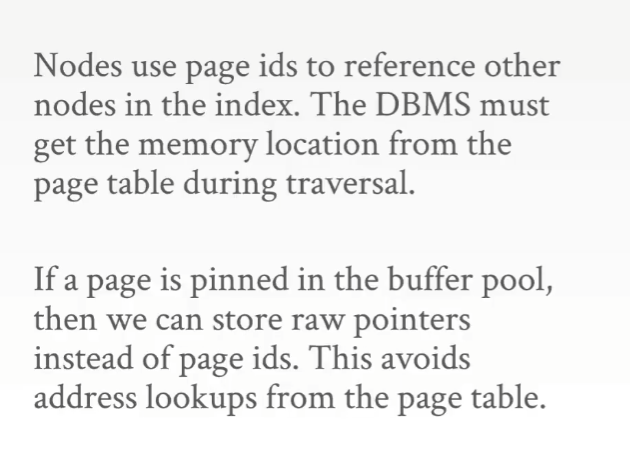 Nodes use page ids to reference other
nodes in the index. The DBMS must
get the memory location from the
page table during traversal.
If a page is pinned in the buffer pool,
then we can store raw pointers
instead of page ids. This avoids
address lookups from the page table.